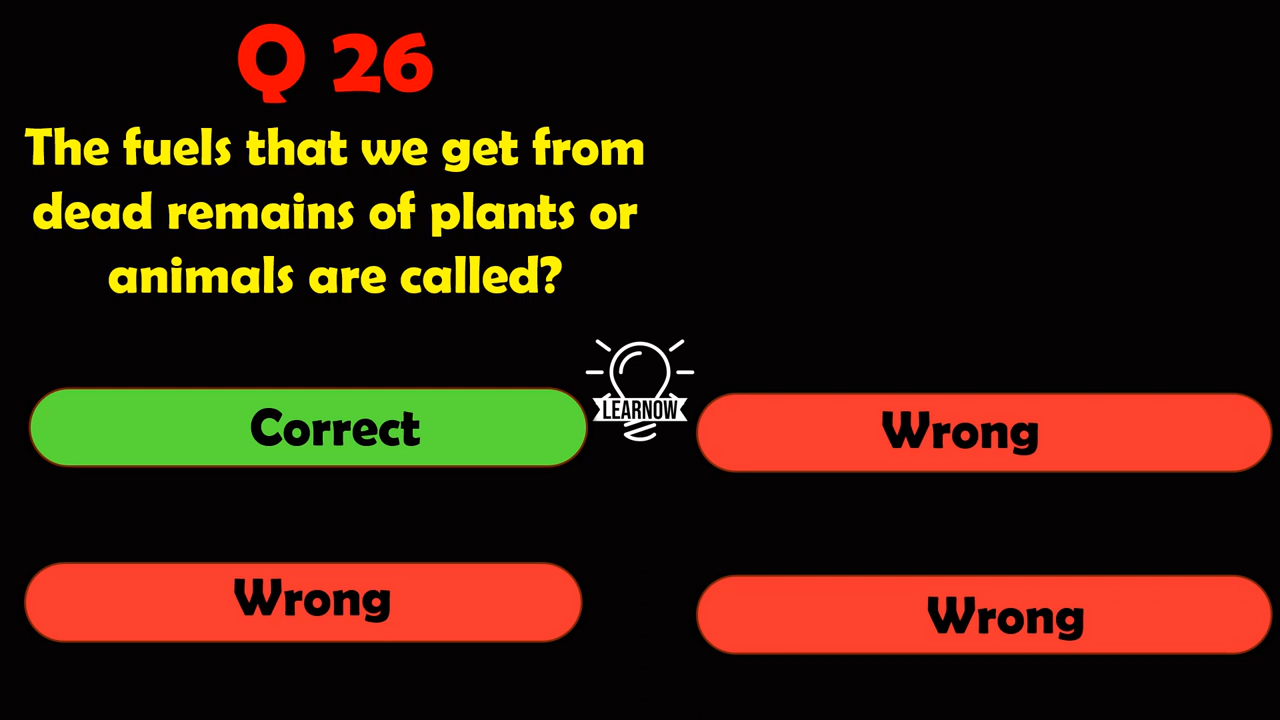 Q 26
The fuels that we get from
dead remains of plants or
animals are called?
LEARNOW
Correct
Wrong
Wrong
Wrong